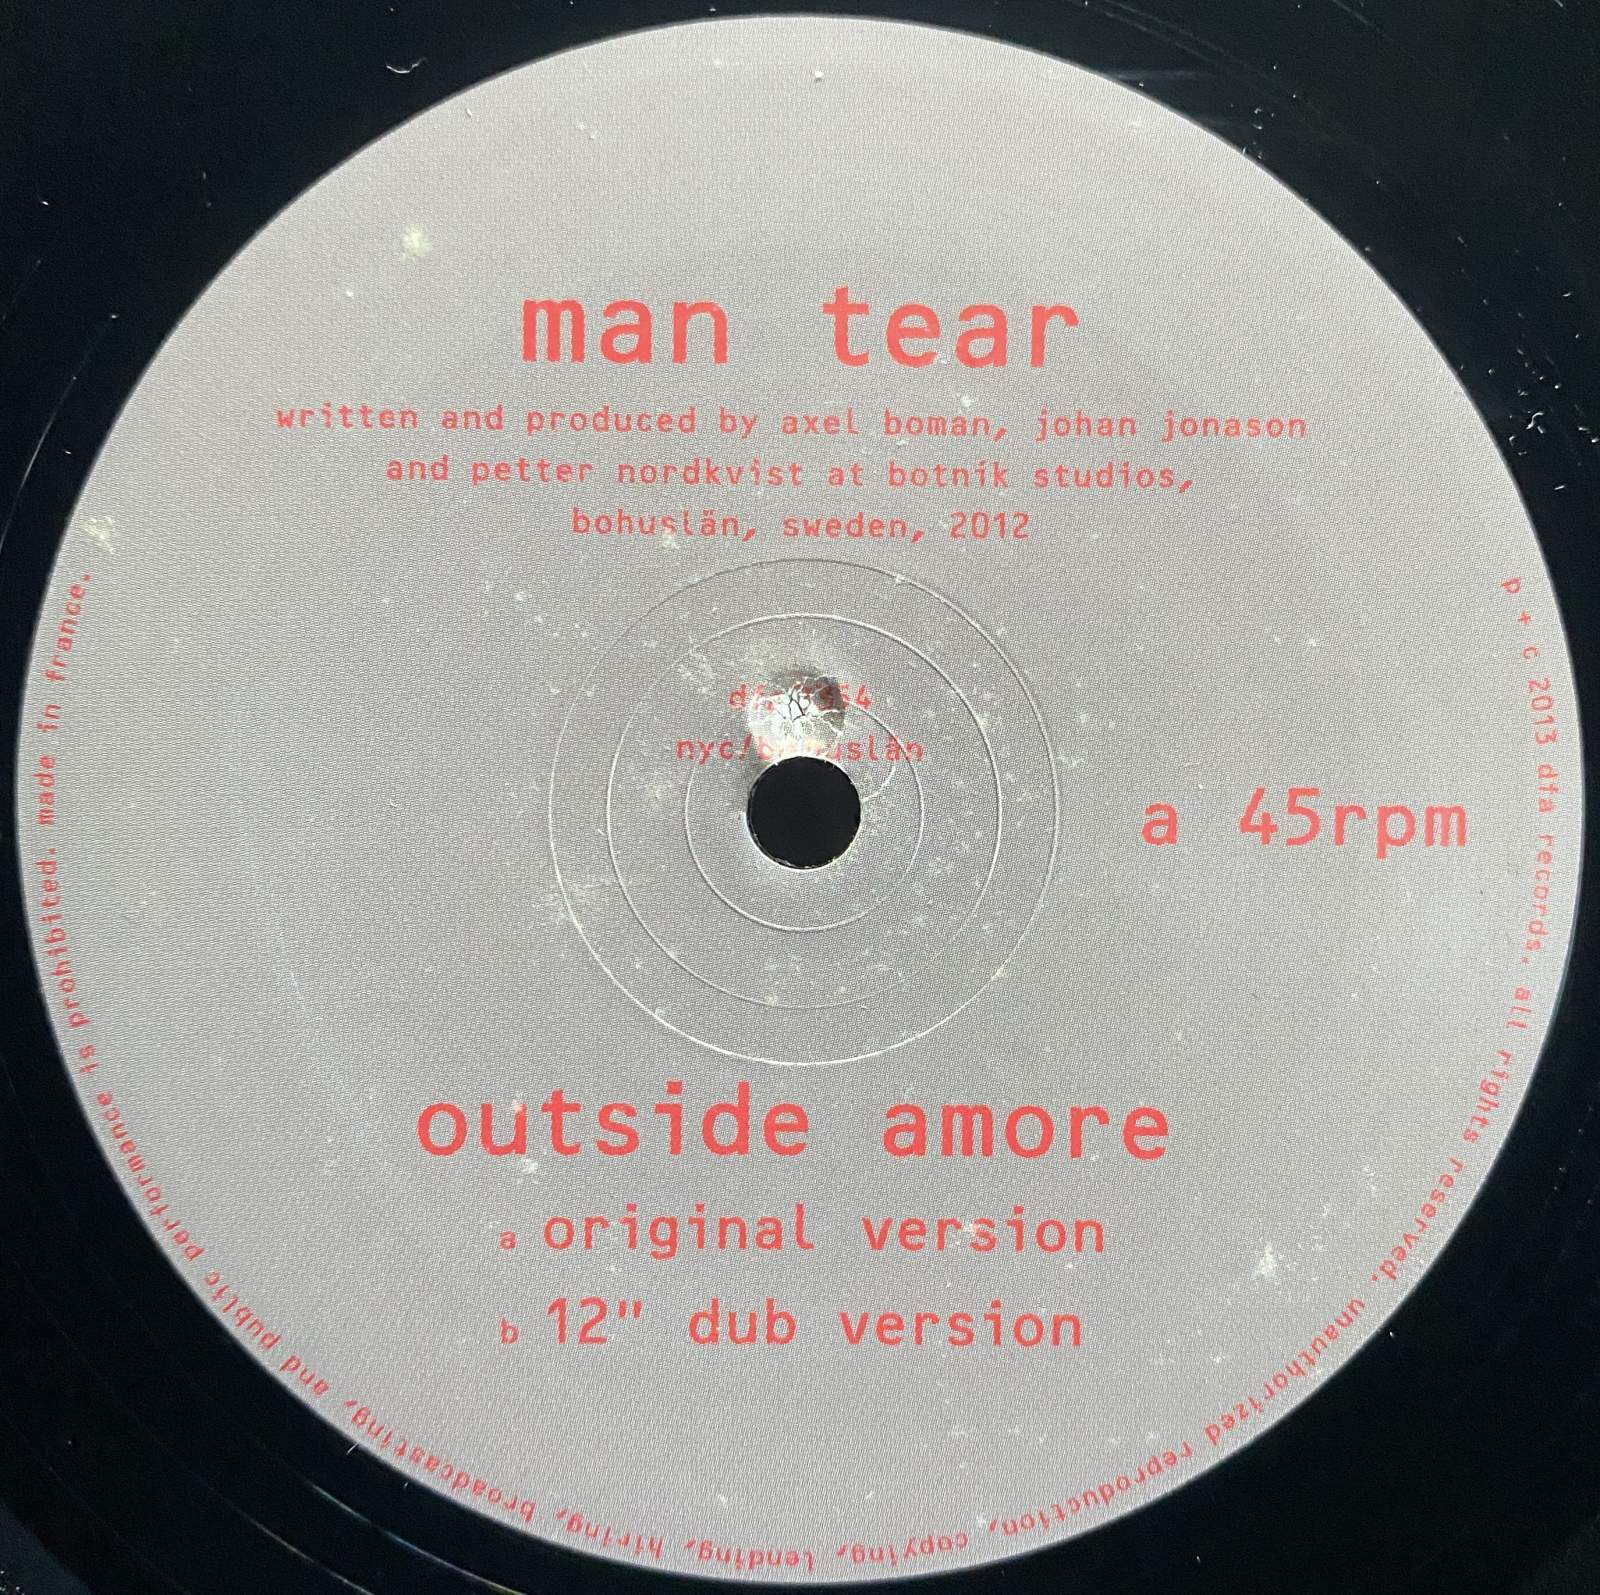 man tear
written and produced by axel boman, johan jonason
and petter nordkvist at botnik studios,
bohuslän, sweden, 2012
a 45rpm
outside amore
a original version
b 12" dub version
p + c 2013 dfa records. all rights reserved. unauthorized reproduction, copying, lending, hiring, broadcasting, and public performance is prohibited. made in france.